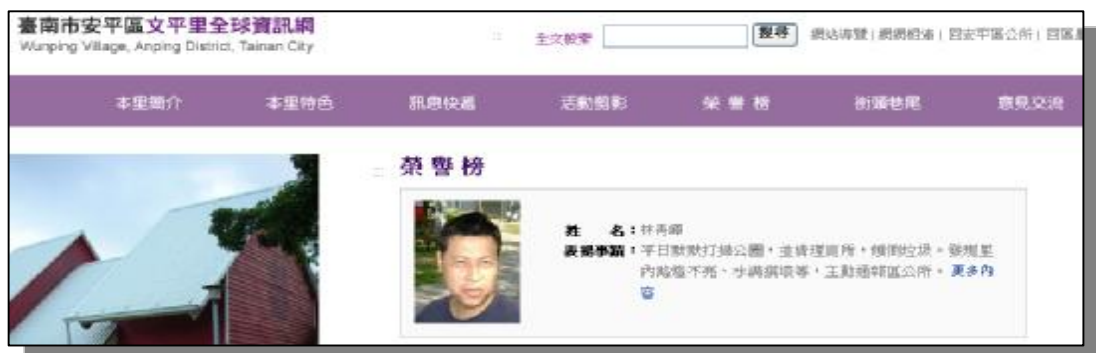 臺南市安平區文平里全球資訊網
Wunping Village, Anping District, Tainan City
全文檢索 搜尋 網站導覽 | 網網相連 | 回安平區公所 |
本里簡介 本里特色 訊息快遞 活動剪影 榮譽榜 街頭巷尾 意見交流
榮譽榜
姓 名：林再
表揚事蹟：平日默默打掃公園，並清理廁所，傾倒垃圾。發現里
內路燈不亮、水溝損壞等，主動通報區公所。更多內
容